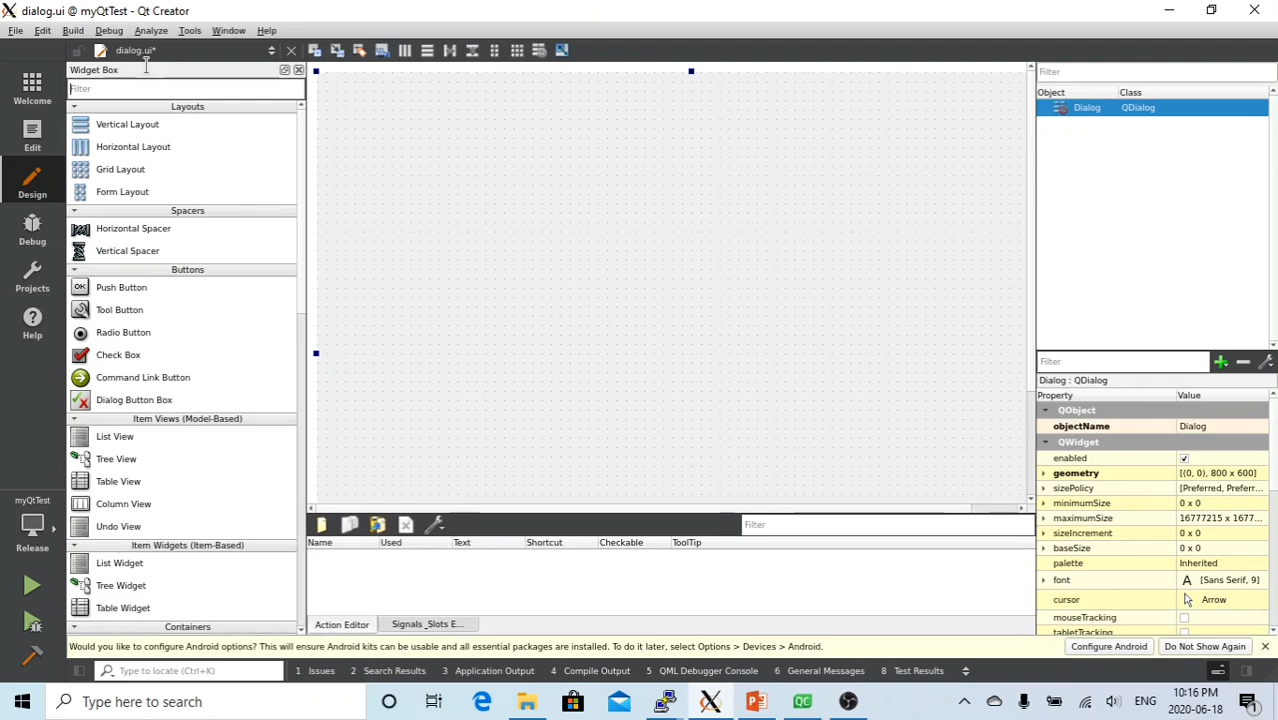 dialog.ui @ myQtTest - Qt Creator
File Edit Build Debug Analyze Tools Window Help
dialog.ui*
Widget Box
Filter
Layouts
Vertical Layout
Horizontal Layout
Grid Layout
Form Layout
Spacers
Horizontal Spacer
Vertical Spacer
Buttons
OK Push Button
Tool Button
Radio Button
Check Box
Command Link Button
Dialog Button Box
Item Views (Model-Based)
List View
Tree View
Table View
Column View
Undo View
Item Widgets (Item-Based)
List Widget
Tree Widget
Table Widget
Containers
Welcome
Edit
Design
Debug
Projects
Help
myQtTest
Release
Filter
Object Class
Dialog QDialog
Filter
Dialog : QDialog
Property Value
QObject
objectName Dialog
QWidget
enabled
geometry [(0, 0), 800 x 600]
sizePolicy [Preferred, Preferr...
minimumSize 0 x 0
maximumSize 16777215 x 1677...
sizeIncrement 0 x 0
baseSize 0 x 0
palette Inherited
font A [Sans Serif, 9]
cursor Arrow
mouseTracking
tabletTracking
Filter
Name Used Text Shortcut Checkable ToolTip
Action Editor Signals _Slots E...
Would you like to configure Android options? This will ensure Android kits can be usable and all essential packages are installed. To do it later, select Options > Devices > Android. Configure Android Do Not Show Again
Type to locate (Ctrl+K) 1 Issues 2 Search Results 3 Application Output 4 Compile Output 5 QML Debugger Console 6 General Messages 8 Test Results
Type here to search
QC
ENG
10:16 PM
2020-06-18
1